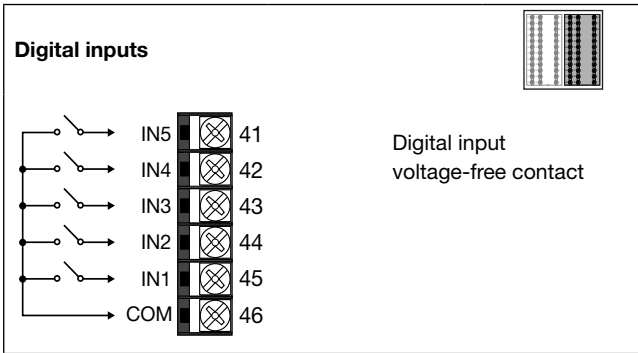 Digital inputs
IN5 41
IN4 42
IN3 43
IN2 44
IN1 45
COM 46
Digital input
voltage-free contact